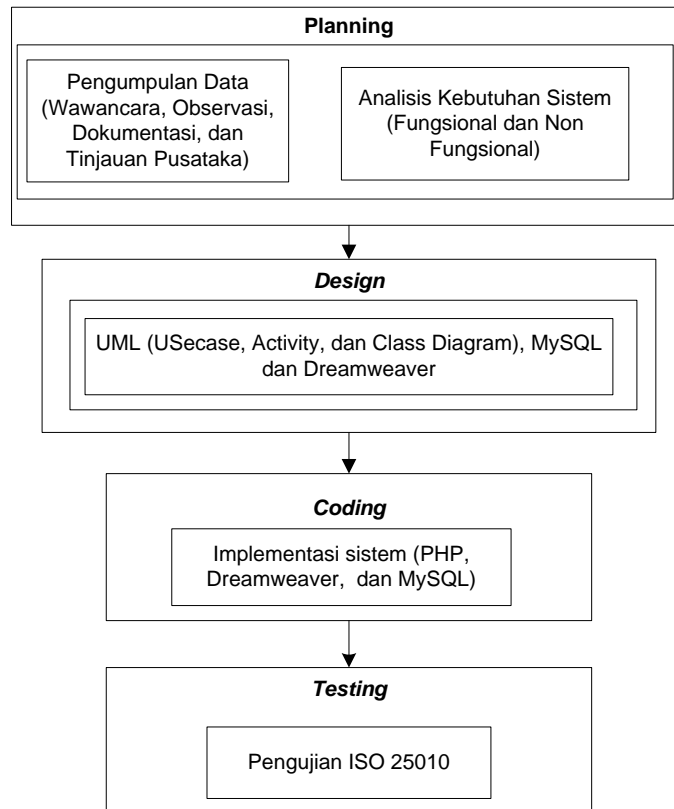 Planning
Pengumpulan Data
(Wawancara, Observasi,
Dokumentasi, dan
Tinjauan Pusataka)
Analisis Kebutuhan Sistem
(Fungsional dan Non
Fungsional)
Design
UML (USecase, Activity, dan Class Diagram), MySQL
dan Dreamweaver
Coding
Implementasi sistem (PHP,
Dreamweaver, dan MySQL)
Testing
Pengujian ISO 25010